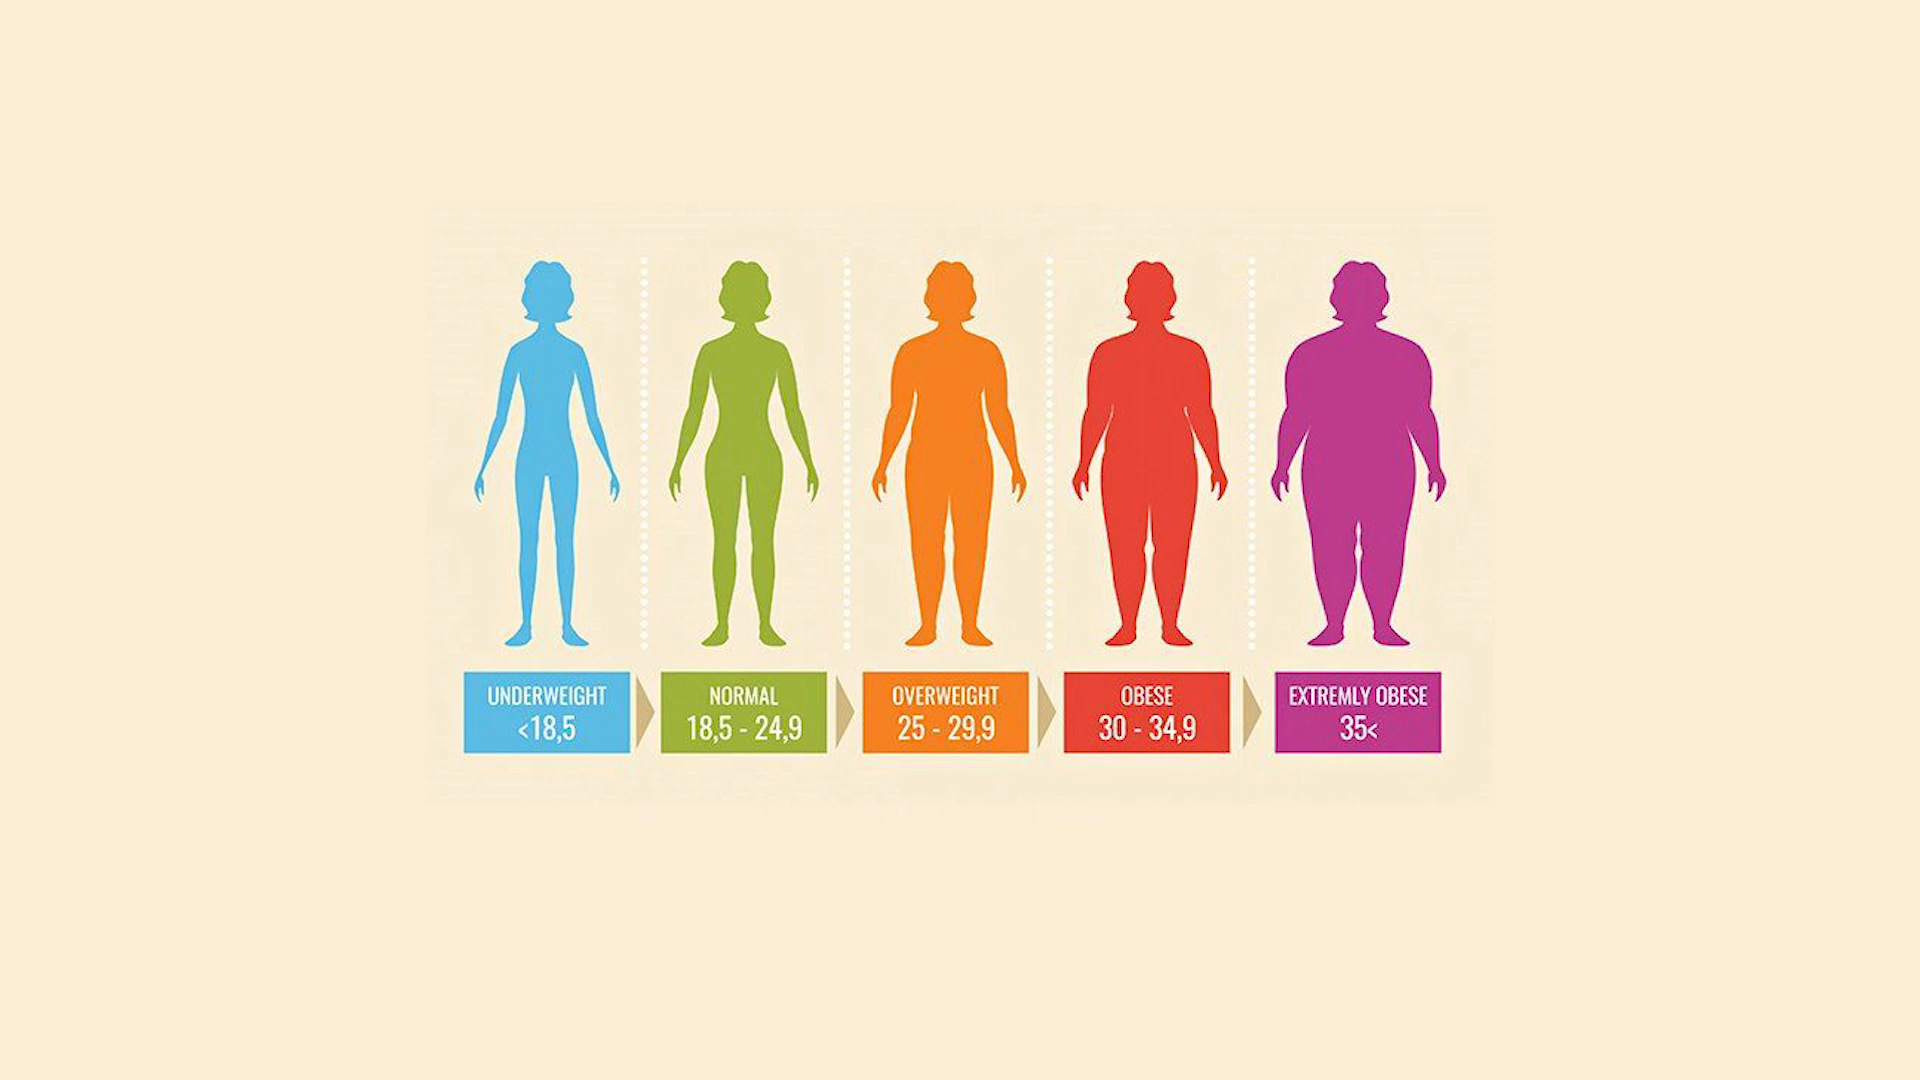 UNDERWEIGHT
<18,5
NORMAL
18,5 - 24,9
OVERWEIGHT
25 - 29,9
OBESE
30 - 34,9
EXTREMLY OBESE
35<